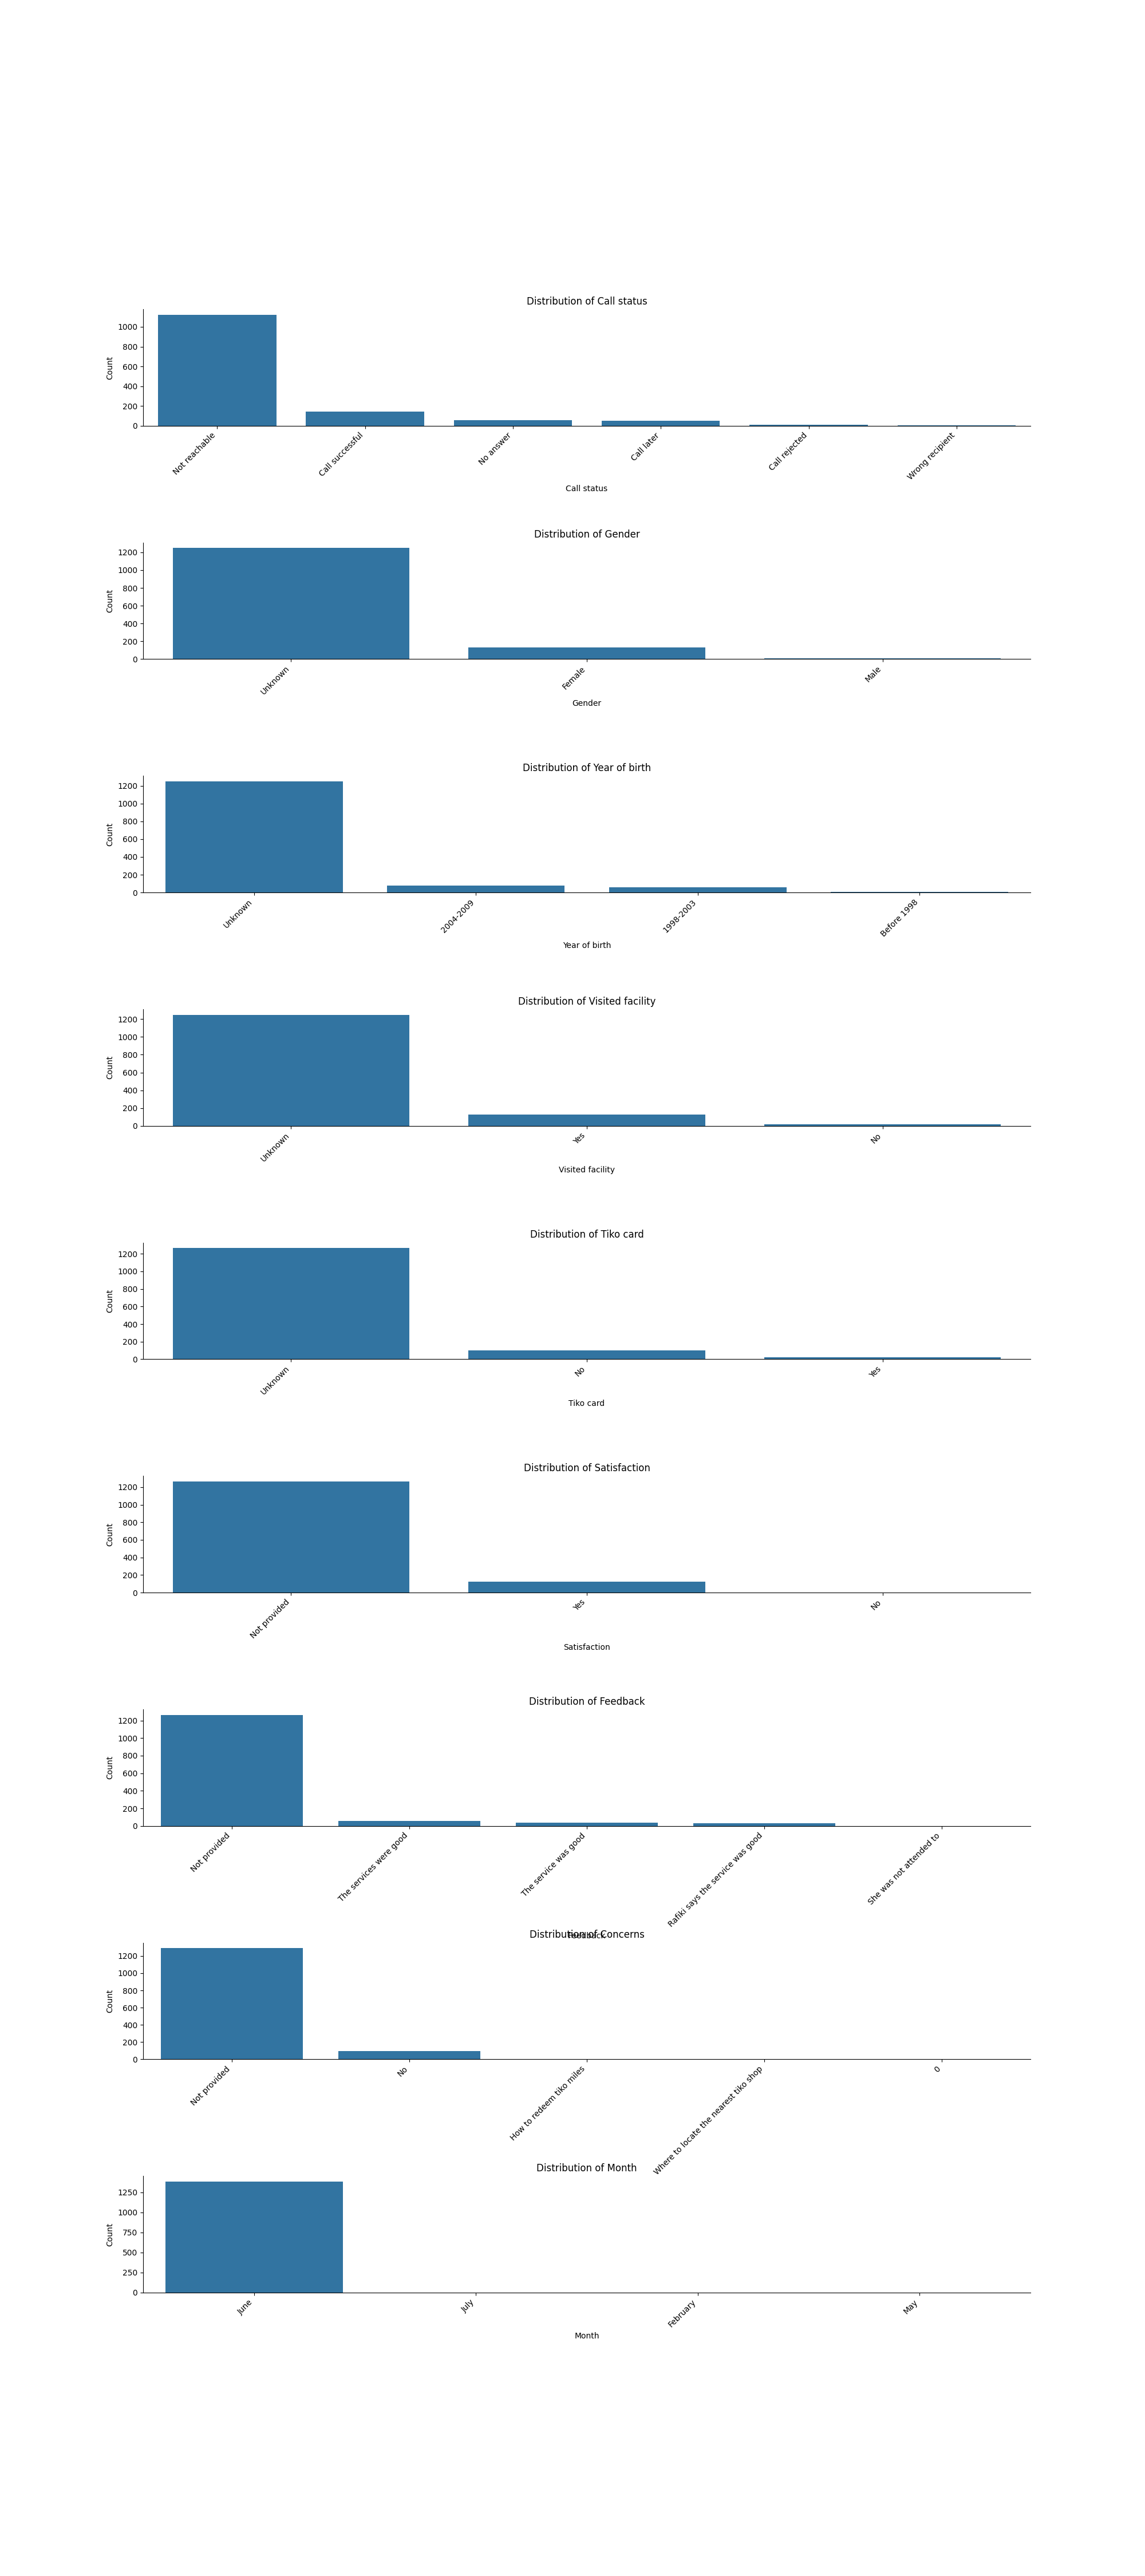 Distribution of Call status
Count
1000
800
600
400
200
0
Not reachable
Call successful
No answer
Call later
Call rejected
Wrong recipient
Call status
Distribution of Gender
Count
1200
1000
800
600
400
200
0
Unknown
Female
Male
Gender
Distribution of Year of birth
Count
1200
1000
800
600
400
200
0
Unknown
2004-2009
1998-2003
Before 1998
Year of birth
Distribution of Visited facility
Count
1200
1000
800
600
400
200
0
Unknown
Yes
No
Visited facility
Distribution of Tiko card
Count
1200
1000
800
600
400
200
0
Unknown
No
Yes
Tiko card
Distribution of Satisfaction
Count
1200
1000
800
600
400
200
0
Not provided
Yes
No
Satisfaction
Distribution of Feedback
Count
1200
1000
800
600
400
200
0
Not provided
The services were good
The service was good
Rafiki says the service was good
She was not attended to
Feedback
Distribution of Concerns
Count
1200
1000
800
600
400
200
0
Not provided
No
How to redeem tiko miles
Where to locate the nearest tiko shop
0
Distribution of Month
Count
1250
1000
750
500
250
0
June
July
February
May
Month